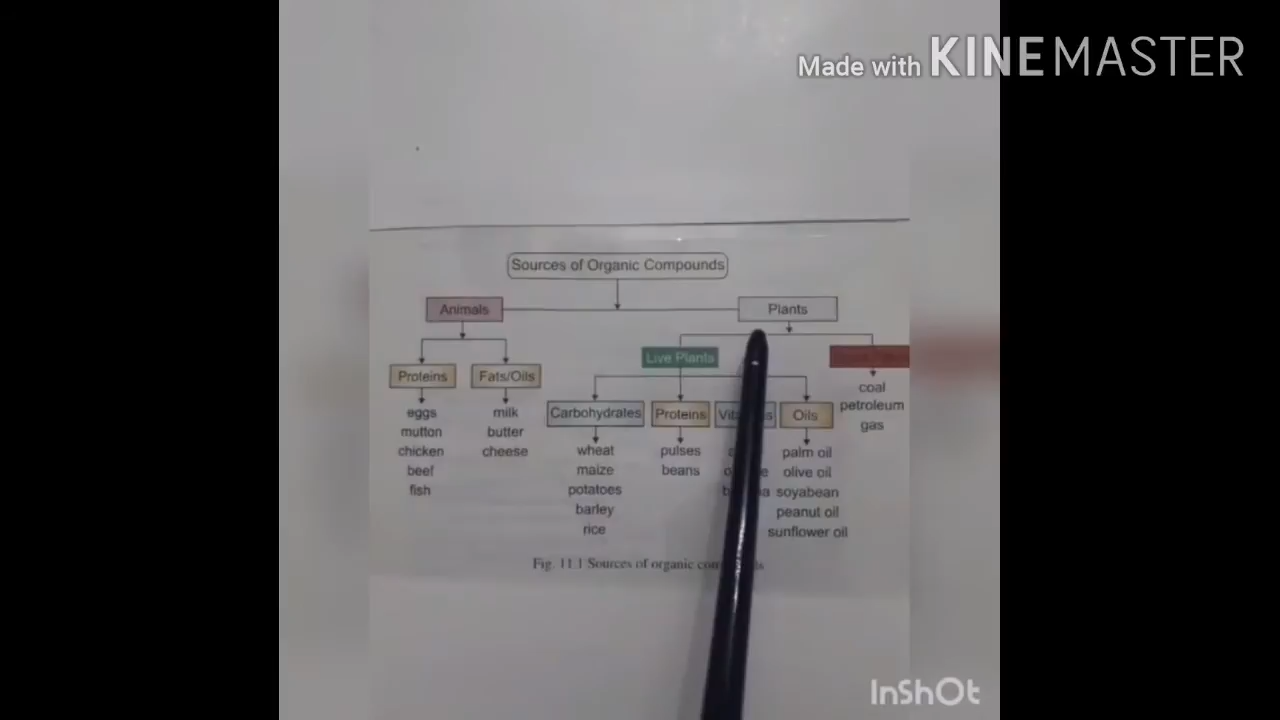 Made with KINEMASTER
Sources of Organic Compounds
Animals
Plants
Live Plants
Proteins
Fats/Oils
eggs
mutton
chicken
beef
fish
milk
butter
cheese
Carbohydrates
Proteins
Oils
wheat
maize
potatoes
barley
rice
pulses
beans
palm oil
olive oil
soyabean
peanut oil
sunflower oil
coal
petroleum
gas
Fig. 11.1 Sources of organic
InShOt